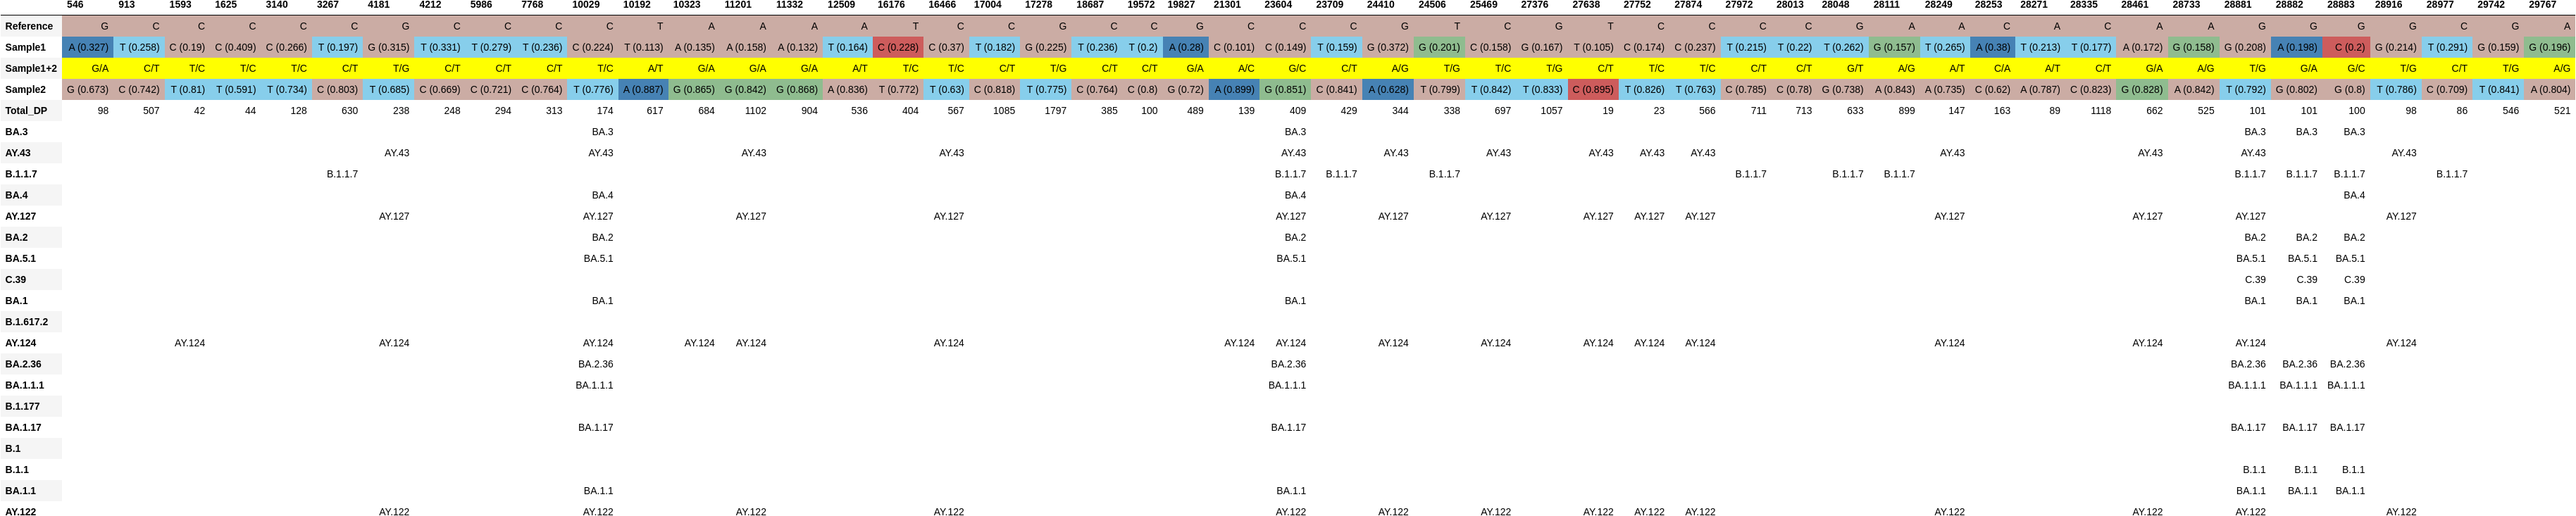 546 913 1593 1625 3140 3267 4181 4212 5986 7768 10029 10192 10323 11201 11332 12509 16176 16466 17004 17278 18687 19572 19827 21301 23604 23709 24410 24506 25469 27376 27638 27752 27874 27972 28013 28048 28111 28249 28253 28271 28335 28461 28733 28881 28882 28883 28916 28977 29742 29767
Reference G C C C C C G C C C C T A A A A T C C G C C G C C C G T C G T C C C C G A A C A C A A G G G G C G A
Sample1 A (0.327) T (0.258) C (0.19) C (0.409) C (0.266) T (0.197) G (0.315) T (0.331) T (0.279) T (0.236) C (0.224) T (0.113) A (0.135) A (0.158) A (0.132) T (0.164) C (0.228) C (0.37) T (0.182) G (0.225) T (0.236) T (0.2) A (0.28) C (0.101) C (0.149) T (0.159) G (0.372) G (0.201) C (0.158) G (0.167) T (0.105) C (0.174) C (0.237) T (0.215) T (0.22) T (0.262) G (0.157) T (0.265) A (0.38) T (0.213) T (0.177) A (0.172) G (0.158) G (0.208) A (0.198) C (0.2) G (0.214) T (0.291) G (0.159) G (0.196)
Sample1+2 G/A C/T T/C T/C T/C C/T T/G C/T C/T C/T T/C A/T G/A G/A G/A A/T T/C T/C C/T T/G C/T C/T G/A A/C G/C C/T A/G T/G T/C T/G C/T T/C T/C C/T C/T G/T A/G A/T C/A A/T C/T G/A A/G T/G G/A G/C T/G C/T T/G A/G
Sample2 G (0.673) C (0.742) T (0.81) T (0.591) T (0.734) C (0.803) T (0.685) C (0.669) C (0.721) C (0.764) T (0.776) A (0.887) G (0.865) G (0.842) G (0.868) A (0.836) T (0.772) T (0.63) C (0.818) T (0.775) C (0.764) C (0.8) G (0.72) A (0.899) G (0.851) C (0.841) A (0.628) T (0.799) T (0.842) T (0.833) C (0.895) T (0.826) T (0.763) C (0.785) C (0.78) G (0.738) A (0.843) A (0.735) C (0.62) A (0.787) C (0.823) G (0.828) A (0.842) T (0.792) G (0.802) G (0.8) T (0.786) C (0.709) T (0.841) A (0.804)
Total_DP 98 507 42 44 128 630 238 248 294 313 174 617 684 1102 904 536 404 567 1085 1797 385 100 489 139 409 429 344 338 697 1057 19 23 566 711 713 633 899 147 163 89 1118 662 525 101 101 100 98 86 546 521
BA.3 BA.3 BA.3 BA.3 BA.3 BA.3
AY.43 AY.43 AY.43 AY.43 AY.43 AY.43 AY.43 AY.43 AY.43 AY.43 AY.43 AY.43 AY.43 AY.43 AY.43
B.1.1.7 B.1.1.7 B.1.1.7 B.1.1.7 B.1.1.7 B.1.1.7 B.1.1.7 B.1.1.7 B.1.1.7 B.1.1.7 B.1.1.7 B.1.1.7
BA.4 BA.4 BA.4 BA.4
AY.127 AY.127 AY.127 AY.127 AY.127 AY.127 AY.127 AY.127 AY.127 AY.127 AY.127 AY.127 AY.127 AY.127 AY.127
BA.2 BA.2 BA.2 BA.2 BA.2 BA.2
BA.5.1 BA.5.1 BA.5.1 BA.5.1 BA.5.1 BA.5.1
C.39 C.39 C.39 C.39
BA.1 BA.1 BA.1 BA.1 BA.1 BA.1
B.1.617.2
AY.124 AY.124 AY.124 AY.124 AY.124 AY.124 AY.124 AY.124 AY.124 AY.124 AY.124 AY.124 AY.124 AY.124 AY.124 AY.124 AY.124 AY.124
BA.2.36 BA.2.36 BA.2.36 BA.2.36 BA.2.36 BA.2.36
BA.1.1.1 BA.1.1.1 BA.1.1.1 BA.1.1.1 BA.1.1.1 BA.1.1.1
B.1.177
BA.1.17 BA.1.17 BA.1.17 BA.1.17 BA.1.17 BA.1.17
B.1
B.1.1 B.1.1 B.1.1 B.1.1
BA.1.1 BA.1.1 BA.1.1 BA.1.1 BA.1.1 BA.1.1
AY.122 AY.122 AY.122 AY.122 AY.122 AY.122 AY.122 AY.122 AY.122 AY.122 AY.122 AY.122 AY.122 AY.122 AY.122